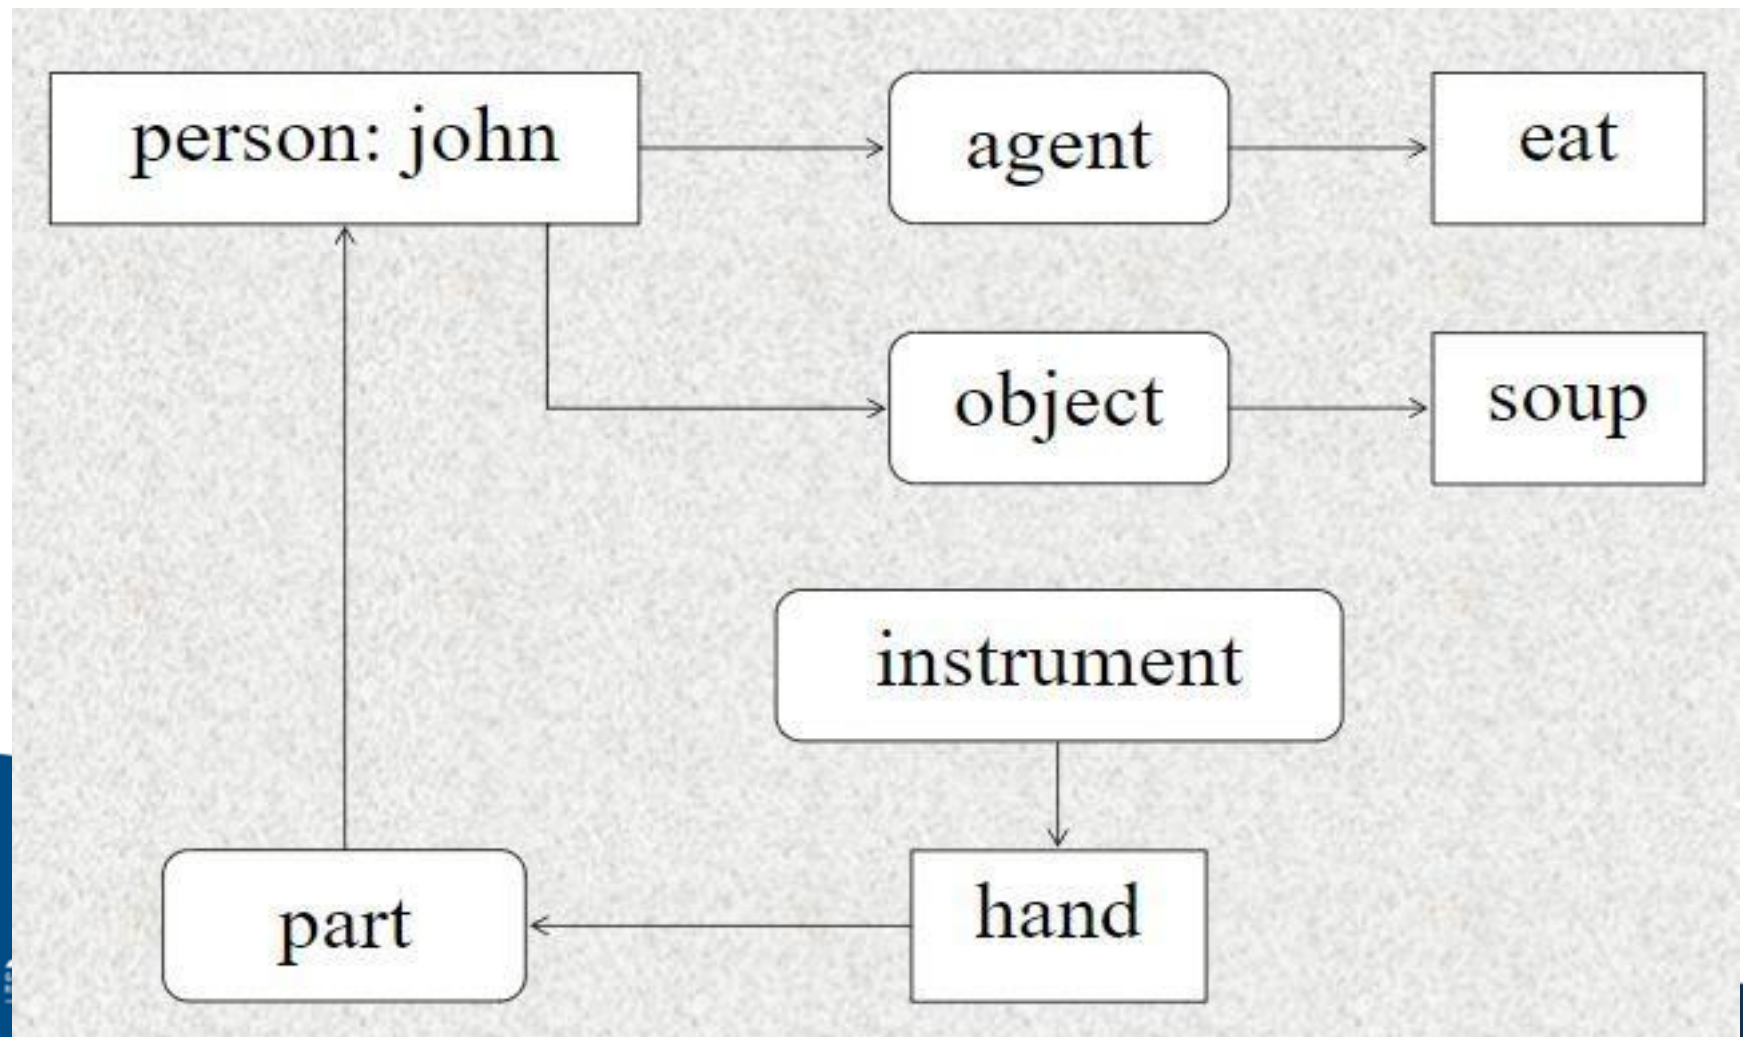 person: john
agent
eat
object
soup
instrument
part
hand